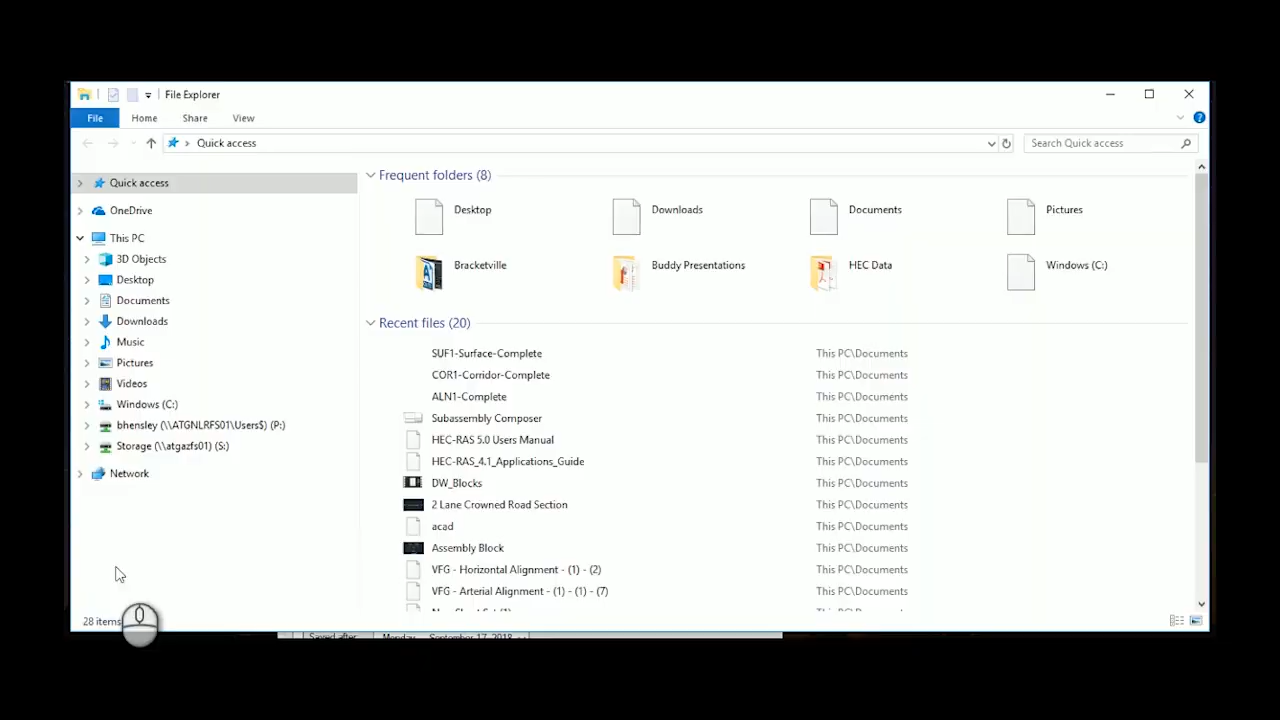 File Explorer
File Home Share View
Quick access Search Quick access
Quick access
OneDrive
This PC
3D Objects
Desktop
Documents
Downloads
Music
Pictures
Videos
Windows (C:)
bhensley (\\ATGNLRFS01\Users$) (P:)
Storage (\\atgazfs01) (S:)
Network
Frequent folders (8)
Desktop Downloads Documents Pictures
Bracketville Buddy Presentations HEC Data Windows (C:)
Recent files (20)
SUF1-Surface-Complete This PC\Documents
COR1-Corridor-Complete This PC\Documents
ALN1-Complete This PC\Documents
Subassembly Composer This PC\Documents
HEC-RAS 5.0 Users Manual This PC\Documents
HEC-RAS_4.1_Applications_Guide This PC\Documents
DW_Blocks This PC\Documents
2 Lane Crowned Road Section This PC\Documents
acad This PC\Documents
Assembly Block This PC\Documents
VFG - Horizontal Alignment - (1) - (2) This PC\Documents
VFG - Arterial Alignment - (1) - (1) - (7) This PC\Documents
28 items
Saved after Monday September 17, 2018